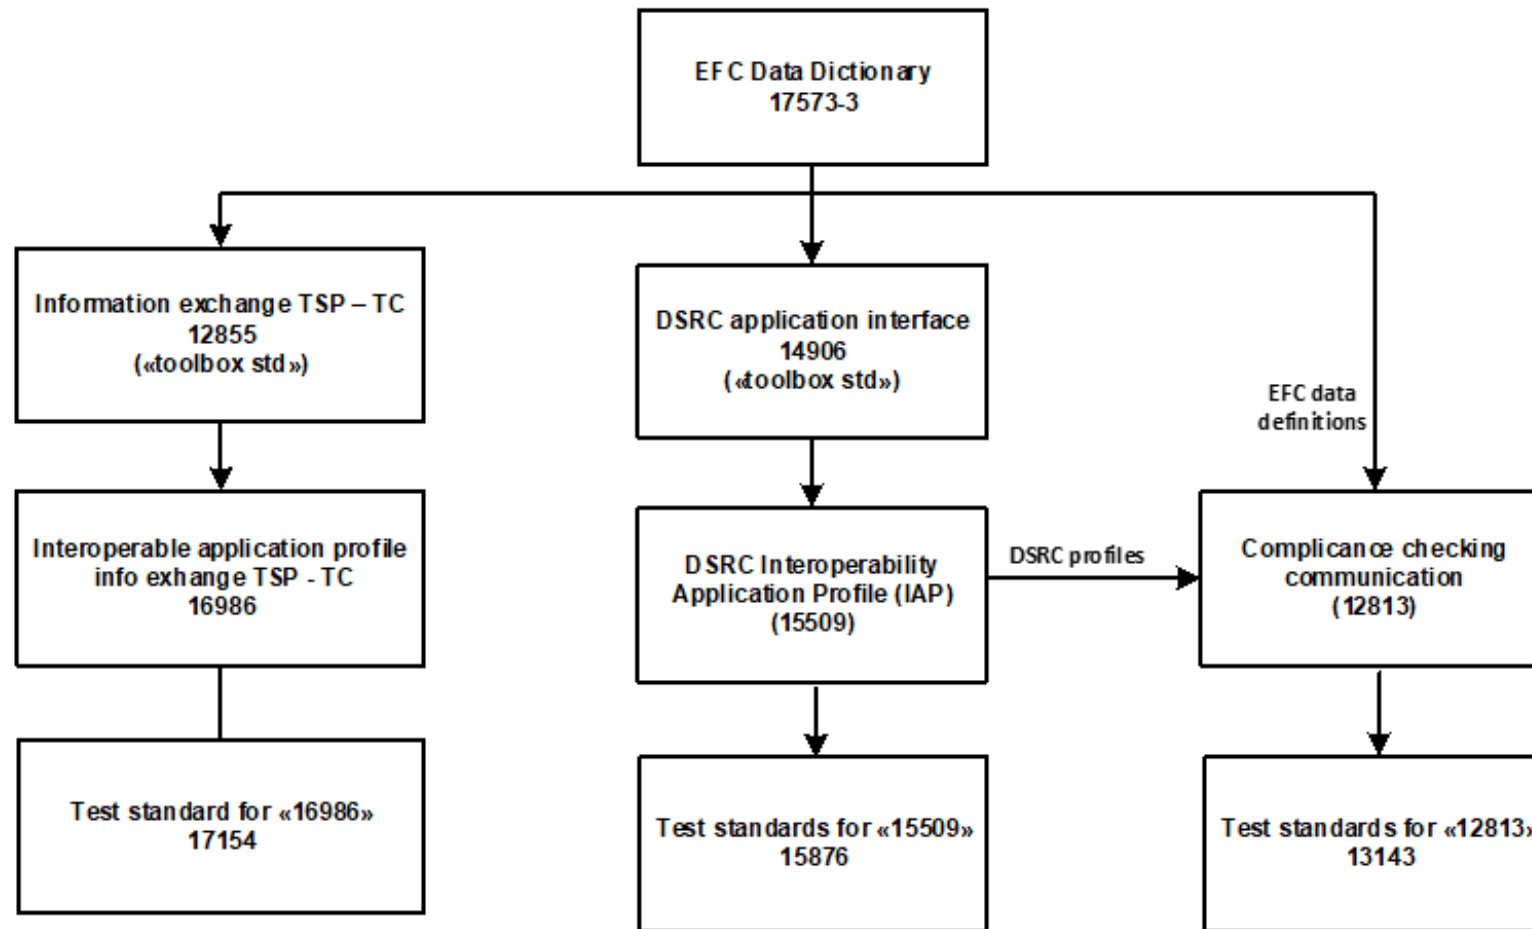 EFC Data Dictionary
17573-3
Information exchange TSP – TC
12855
(«toolbox std»)
DSRC application interface
14906
(«toolbox std»)
EFC data
definitions
Interoperable application profile
info exhange TSP - TC
16986
DSRC Interoperability
Application Profile (IAP)
(15509)
DSRC profiles
Complicance checking
communication
(12813)
Test standard for «16986»
17154
Test standards for «15509»
15876
Test standards for «12813»
13143